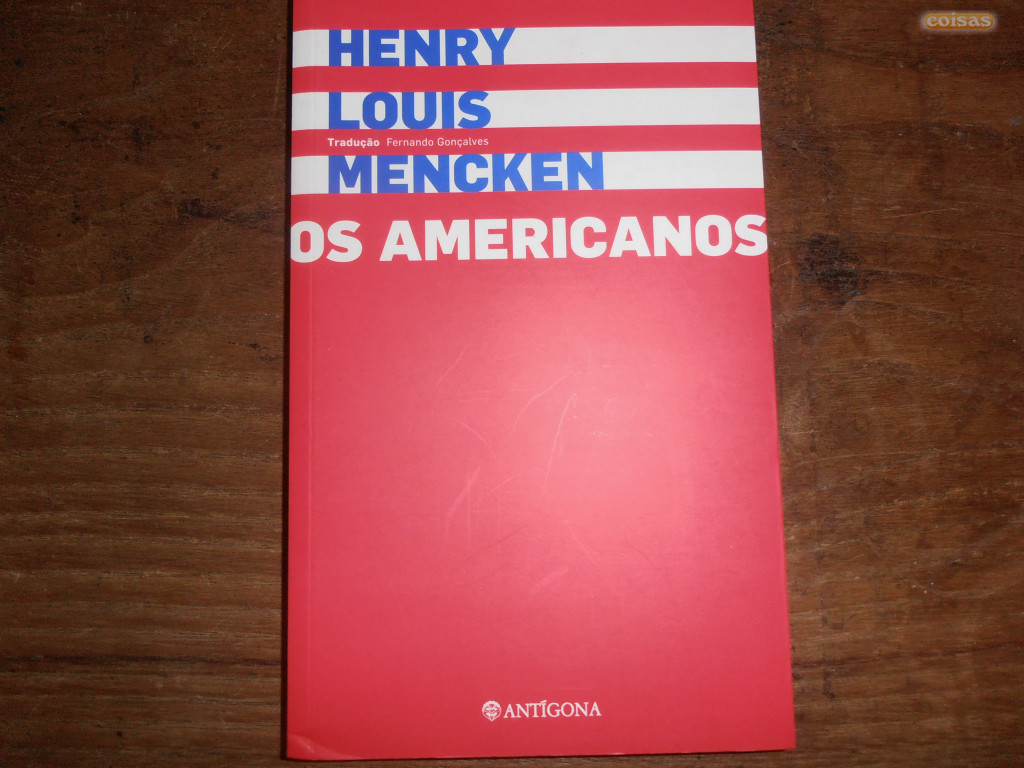 coisas
HENRY
LOUIS
Tradução Fernando Gonçalves
MENCKEN
OS AMERICANOS
ANTÍGONA